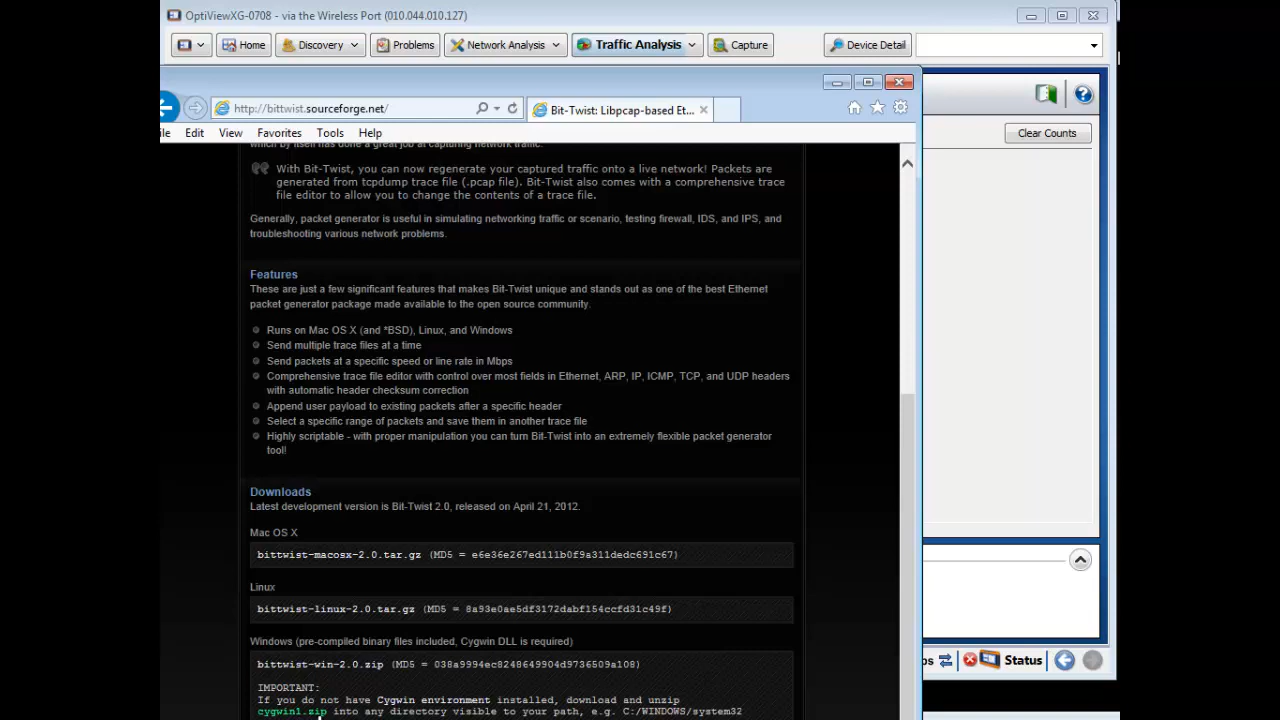 OptiViewXG-0708 - via the Wireless Port (010.044.010.127)
Home Discovery Problems Network Analysis Traffic Analysis Capture Device Detail
http://bittwist.sourceforge.net/ Bit-Twist: Libpcap-based Et...
Edit View Favorites Tools Help
Clear Counts
which by itself has done a great job at capturing network traffic.
With Bit-Twist, you can now regenerate your captured traffic onto a live network! Packets are
generated from tcpdump trace file (.pcap file). Bit-Twist also comes with a comprehensive trace
file editor to allow you to change the contents of a trace file.
Generally, packet generator is useful in simulating networking traffic or scenario, testing firewall, IDS, and IPS, and
troubleshooting various network problems.
Features
These are just a few significant features that makes Bit-Twist unique and stands out as one of the best Ethernet
packet generator package made available to the open source community.
Runs on Mac OS X (and *BSD), Linux, and Windows
Send multiple trace files at a time
Send packets at a specific speed or line rate in Mbps
Comprehensive trace file editor with control over most fields in Ethernet, ARP, IP, ICMP, TCP, and UDP headers
with automatic header checksum correction
Append user payload to existing packets after a specific header
Select a specific range of packets and save them in another trace file
Highly scriptable - with proper manipulation you can turn Bit-Twist into an extremely flexible packet generator
tool!
Downloads
Latest development version is Bit-Twist 2.0, released on April 21, 2012.
Mac OS X
bittwist-macosx-2.0.tar.gz (MD5 = e6e36e267ed111b0f9a311dedc691c67)
Linux
bittwist-linux-2.0.tar.gz (MD5 = 8a93e0ae5df3172dabf154ccfd31c49f)
Windows (pre-compiled binary files included, Cygwin DLL is required)
bittwist-win-2.0.zip (MD5 = 038a9994ec8248649904d9736509a108)
Status
IMPORTANT:
If you do not have Cygwin environment installed, download and unzip
cygwin1.zip into any directory visible to your path, e.g. C:/WINDOWS/system32